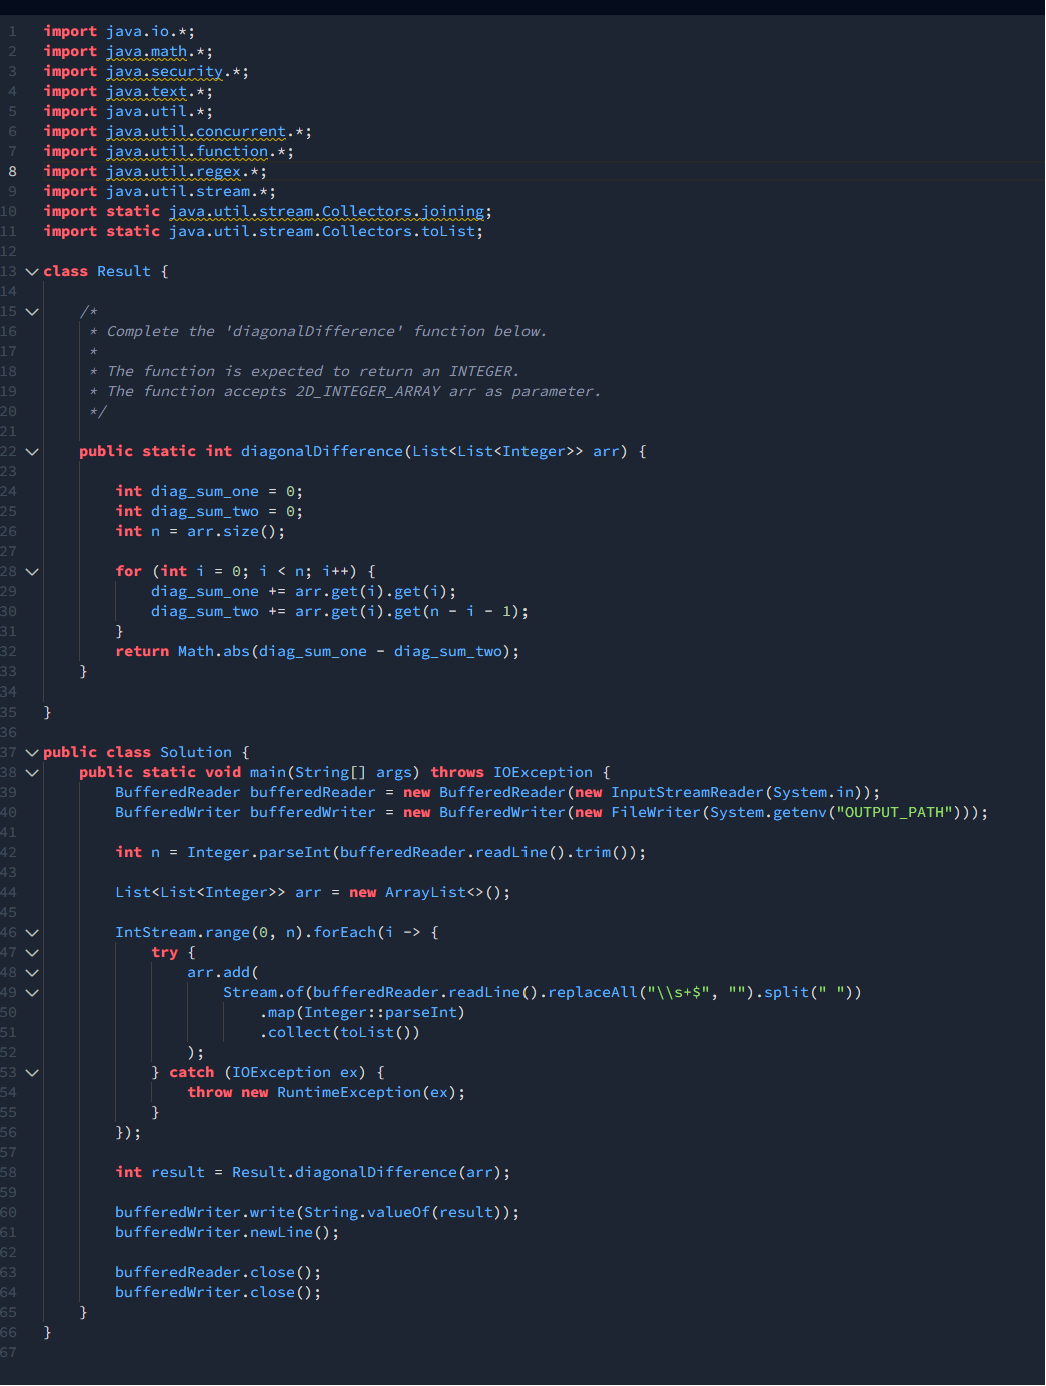 1 import java.io.*;
2 import java.math.*;
3 import java.security.*;
4 import java.text.*;
5 import java.util.*;
6 import java.util.concurrent.*;
7 import java.util.function.*;
8 import java.util.regex.*;
9 import java.util.stream.*;
10 import static java.util.stream.Collectors.joining;
11 import static java.util.stream.Collectors.toList;
12
13 class Result {
14
15     /*
16      * Complete the 'diagonalDifference' function below.
17      *
18      * The function is expected to return an INTEGER.
19      * The function accepts 2D_INTEGER_ARRAY arr as parameter.
20      */
21
22     public static int diagonalDifference(List<List<Integer>> arr) {
23
24         int diag_sum_one = 0;
25         int diag_sum_two = 0;
26         int n = arr.size();
27
28         for (int i = 0; i < n; i++) {
29             diag_sum_one += arr.get(i).get(i);
30             diag_sum_two += arr.get(i).get(n - i - 1);
31         }
32         return Math.abs(diag_sum_one - diag_sum_two);
33     }
34
35 }
36
37 public class Solution {
38     public static void main(String[] args) throws IOException {
39         BufferedReader bufferedReader = new BufferedReader(new InputStreamReader(System.in));
40         BufferedWriter bufferedWriter = new BufferedWriter(new FileWriter(System.getenv("OUTPUT_PATH")));
41
42         int n = Integer.parseInt(bufferedReader.readLine().trim());
43
44         List<List<Integer>> arr = new ArrayList<>();
45
46         IntStream.range(0, n).forEach(i -> {
47             try {
48                 arr.add(
49                     Stream.of(bufferedReader.readLine().replaceAll("\\s+$", "").split(" "))
50                         .map(Integer::parseInt)
51                         .collect(toList())
52                 );
53             } catch (IOException ex) {
54                 throw new RuntimeException(ex);
55             }
56         });
57
58         int result = Result.diagonalDifference(arr);
59
60         bufferedWriter.write(String.valueOf(result));
61         bufferedWriter.newLine();
62
63         bufferedReader.close();
64         bufferedWriter.close();
65     }
66 }
67